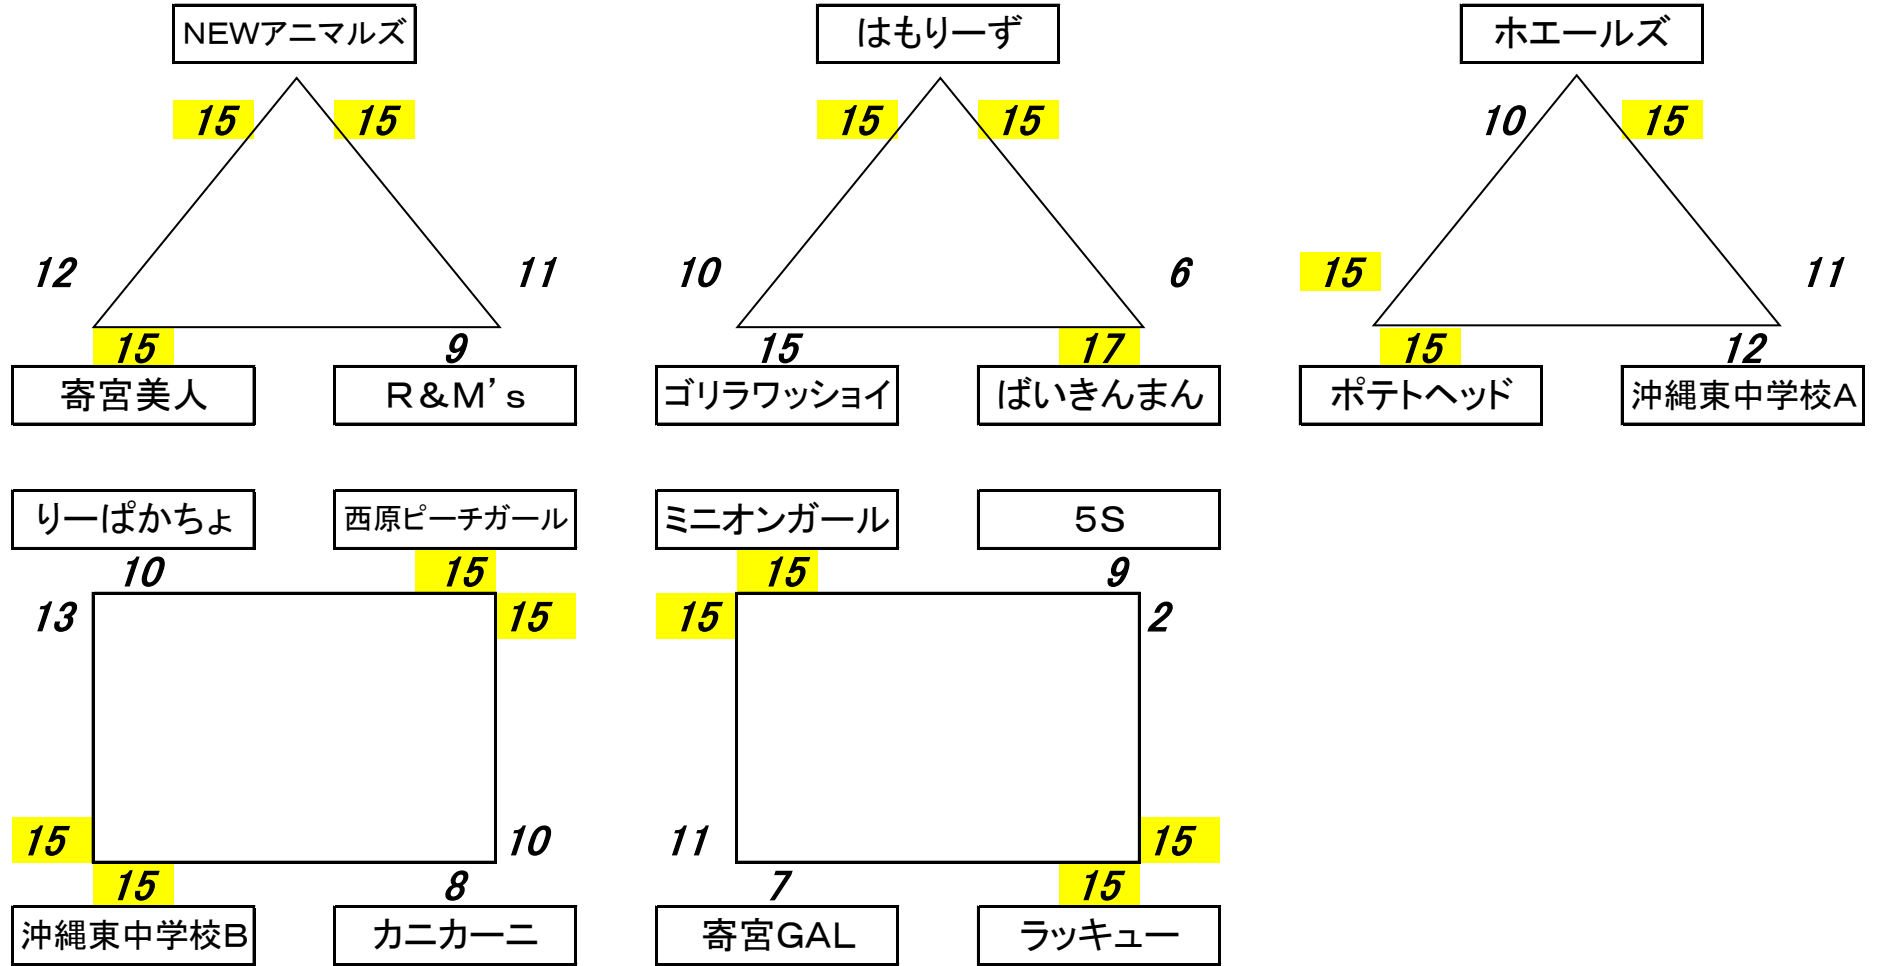 NEWアニマルズ
はもりーず
ホエールズ
15 15
15 15
10 15
12 11
10 6
15 11
15 9
15 17
15 12
寄宮美人
R&M's
ゴリラワッショイ
ばいきんまん
ポテトヘッド
沖縄東中学校A
りーぱかちょ
西原ピーチガール
ミニオンガール
5S
10 15
15 9
13 15
15 2
15 10
11 15
15 8
7 15
沖縄東中学校B
カニカーニ
寄宮GAL
ラッキュー